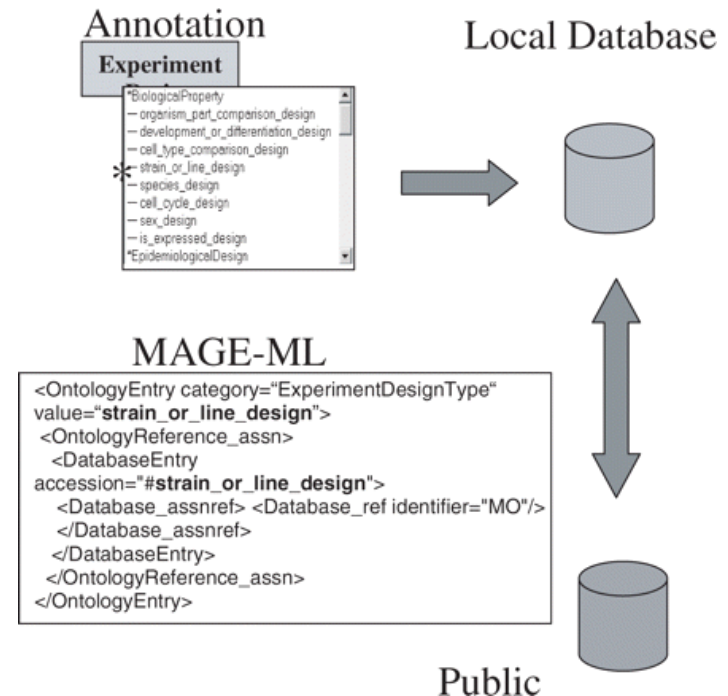 Annotation
Local Database
Experiment
*BiologicalProperty
— organism_part_comparison_design
— development_or_differentiation_design
— cell_type_comparison_design
* — strain_or_line_design
— species_design
— cell_cycle_design
— sex_design
— is_expressed_design
*EpidemiologicalDesign
MAGE-ML
<OntologyEntry category=“ExperimentDesignType“
value=“strain_or_line_design”>
<OntologyReference_assn>
<DatabaseEntry
accession="#strain_or_line_design">
<Database_assnref> <Database_ref identifier="MO"/>
</Database_assnref>
</DatabaseEntry>
</OntologyReference_assn>
</OntologyEntry>
Public